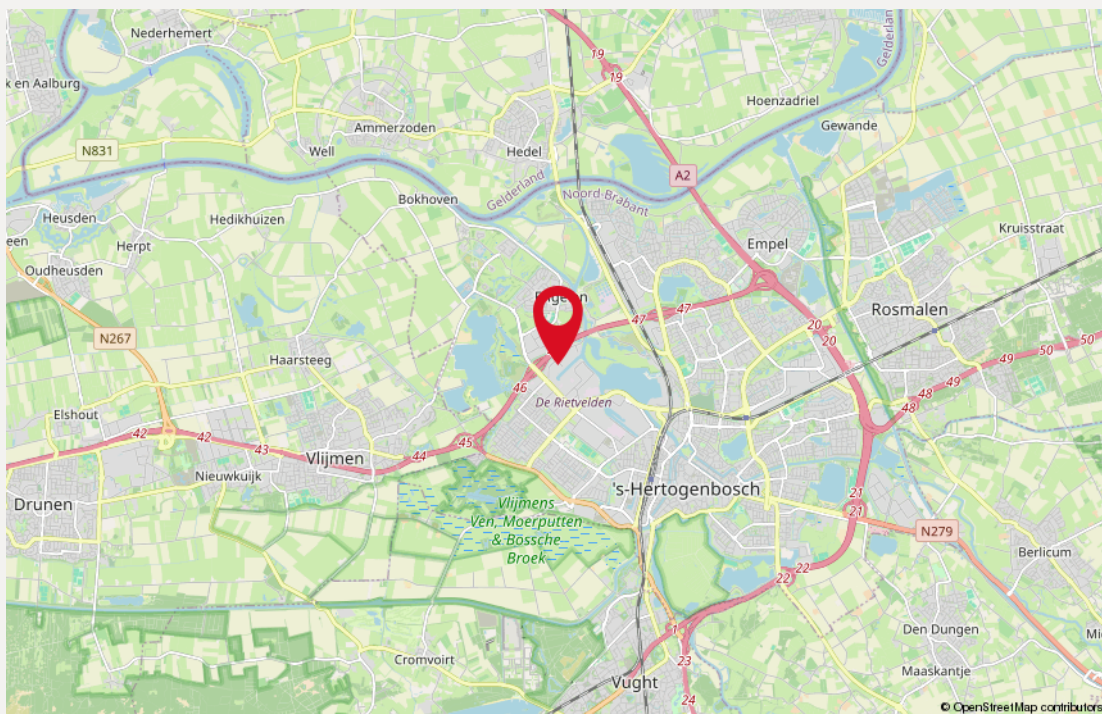 Nederhemert
19
19
Gelderland
k en Aalburg
Hoenzadriel
Gewande
Ammerzoden
N831
Well
Hedel
A2
Bokhoven
Gelderland
Noord-Brabant
Heusden
Hedikhuizen
Kruisstraat
een
Herpt
Empel
Oudheusden
47
47
Rosmalen
N267
20
20
50
50
49
49
48
48
Haarsteeg
46
De Rietvelden
Elshout
42
42
43
44
45
Vlijmen
Nieuwkuijk
Drunen
's-Hertogenbosch
Vlijmens
Ven, Moerputten
& Bossche
Broek
21
21
N279
Berlicum
22
22
1
Den Dungen
Cromvoirt
23
Maaskantje
Vught
24
© OpenStreetMap contributors